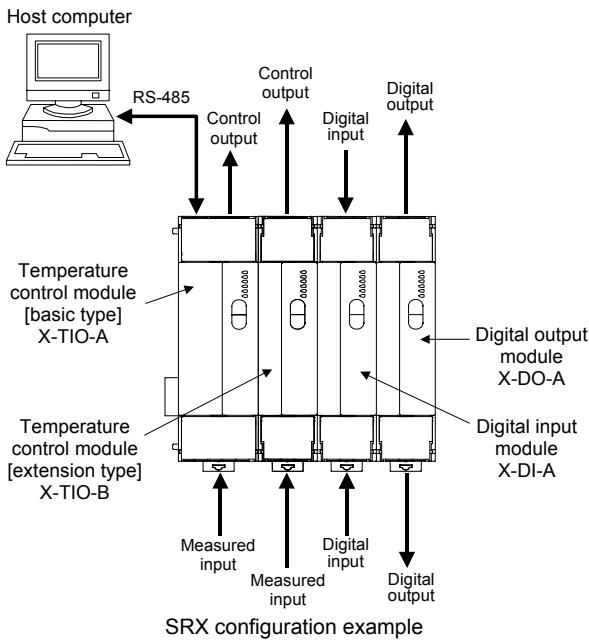 Host computer
RS-485
Control
output
Control
output
Digital
input
Digital
output
Temperature
control module
[basic type]
X-TIO-A
Digital output
module
X-DO-A
Temperature
control module
[extension type]
X-TIO-B
Digital input
module
X-DI-A
Measured
input
Measured
input
Digital
input
Digital
output
SRX configuration example